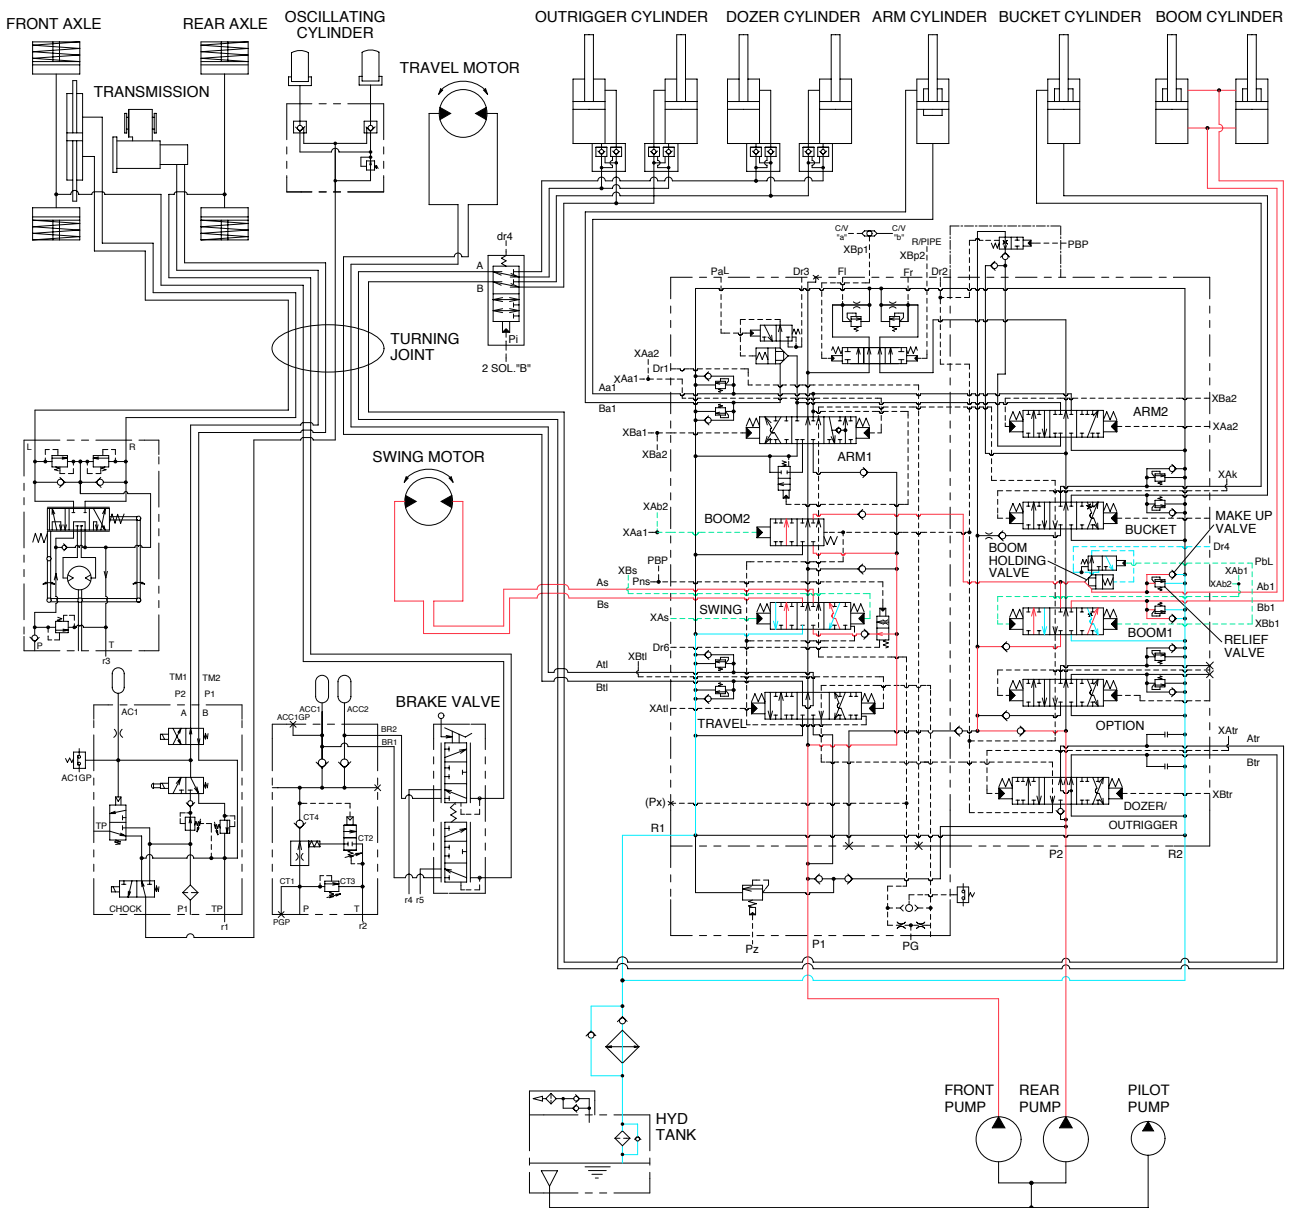 FRONT AXLE
REAR AXLE
OSCILLATING
CYLINDER
TRAVEL MOTOR
OUTRIGGER CYLINDER
DOZER CYLINDER
ARM CYLINDER
BUCKET CYLINDER
BOOM CYLINDER
TRANSMISSION
dr4
A
B
Pi
2 SOL."B"
TURNING
JOINT
C/V
"a"
C/V
"b"
XBp1
R/PIPE
XBp2
PBP
PaL
Dr3
Fl
Fr
Dr2
XAa2
Dr1
XAa1
Aa1
Ba1
XBa1
XBa2
ARM1
ARM2
XBa2
XAa2
L
R
P
T
r3
SWING MOTOR
XAb2
XAa1
BOOM2
PBP
XBs
Pns
As
Bs
SWING
XAs
Dr6
XBtl
Atl
Btl
XAtl
TRAVEL
XAk
BUCKET
MAKE UP
VALVE
BOOM
HOLDING
VALVE
Dr4
PbL
XAb1
XAb2
Ab1
Bb1
XBb1
BOOM1
RELIEF
VALVE
OPTION
XAtr
Atr
Btr
XBtr
DOZER/
OUTRIGGER
(Px)
R1
P2
R2
Pz
P1
PG
TM1
TM2
P2
P1
AC1
A
B
AC1GP
TP
CHOCK
P1
TP
r1
ACC1
ACC2
ACC1GP
BR2
BR1
CT4
CT2
CT1
CT3
P
T
PGP
r2
BRAKE VALVE
r4
r5
HYD
TANK
FRONT
PUMP
REAR
PUMP
PILOT
PUMP